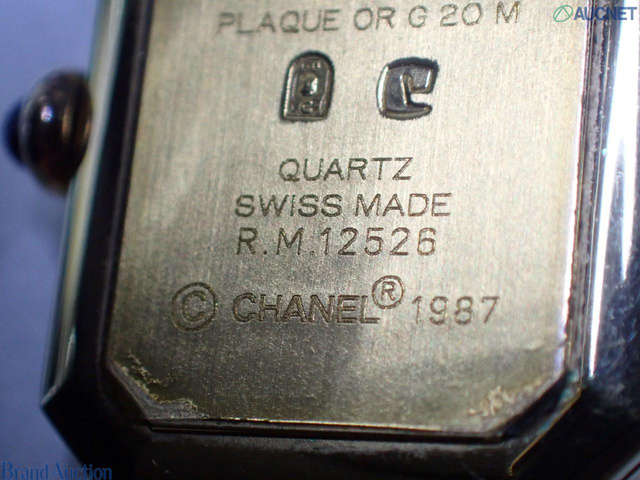 PLAQUE OR G 20 M
AUCNET
QUARTZ
SWISS MADE
R.M.12526
© CHANEL® 1987
Brand Auction